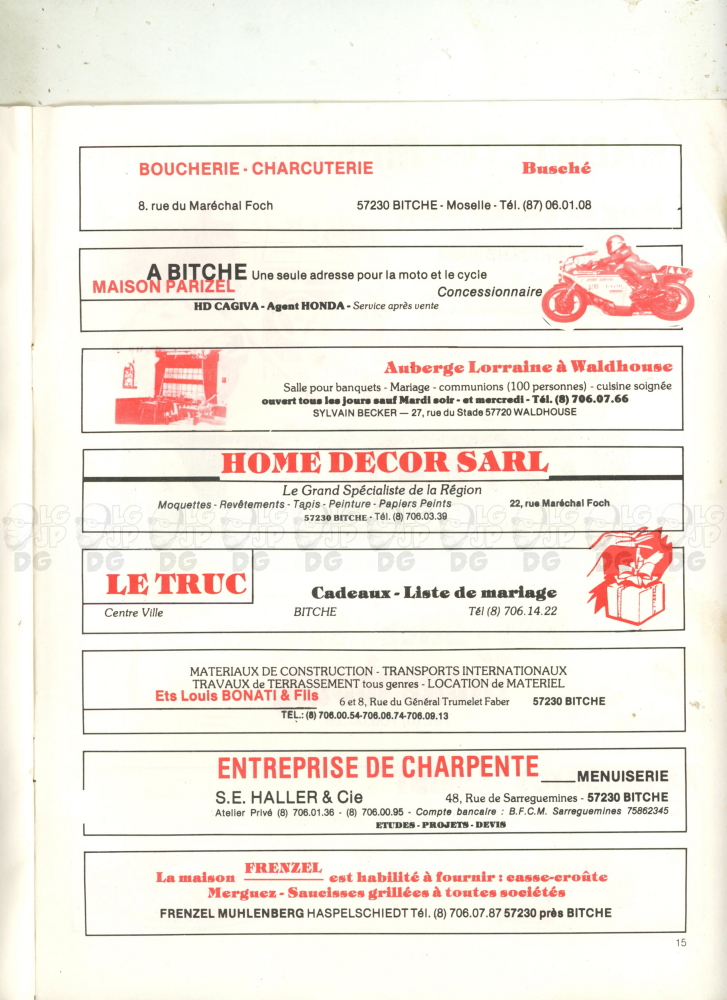 BOUCHERIE - CHARCUTERIE Busché
8. rue du Maréchal Foch 57230 BITCHE - Moselle - Tél. (87) 06.01.08
A BITCHE Une seule adresse pour la moto et le cycle
MAISON PARIZEL Concessionnaire
HD CAGIVA - Agent HONDA - Service après vente
Auberge Lorraine à Waldhouse
Salle pour banquets - Mariage - communions (100 personnes) - cuisine soignée
ouvert tous les jours sauf Mardi soir - et mercredi - Tél. (8) 706.07.66
SYLVAIN BECKER — 27, rue du Stade 57720 WALDHOUSE
HOME DECOR SARL
Le Grand Spécialiste de la Région
Moquettes - Revêtements - Tapis - Peinture - Papiers Peints 22, rue Maréchal Foch
57230 BITCHE - Tél. (8) 706.03.39
LE TRUC Cadeaux - Liste de mariage
Centre Ville BITCHE Tél (8) 706.14.22
MATERIAUX DE CONSTRUCTION - TRANSPORTS INTERNATIONAUX
TRAVAUX de TERRASSEMENT tous genres - LOCATION de MATERIEL
Ets Louis BONATI & Fils 6 et 8, Rue du Général Trumelet Faber 57230 BITCHE
TEL.: (8) 706.00.54-706.06.74-706.09.13
ENTREPRISE DE CHARPENTE MENUISERIE
S.E. HALLER & Cie 48, Rue de Sarreguemines - 57230 BITCHE
Atelier Privé (8) 706.01.36 - (8) 706.00.95 - Compte bancaire : B.F.C.M. Sarreguemines 75862345
ETUDES - PROJETS - DEVIS
La maison FRENZEL est habilité à fournir : casse-croûte
Merguez - Saucisses grillées à toutes sociétés
FRENZEL MUHLENBERG HASPELSCHIEDT Tél. (8) 706.07.87 57230 près BITCHE
15